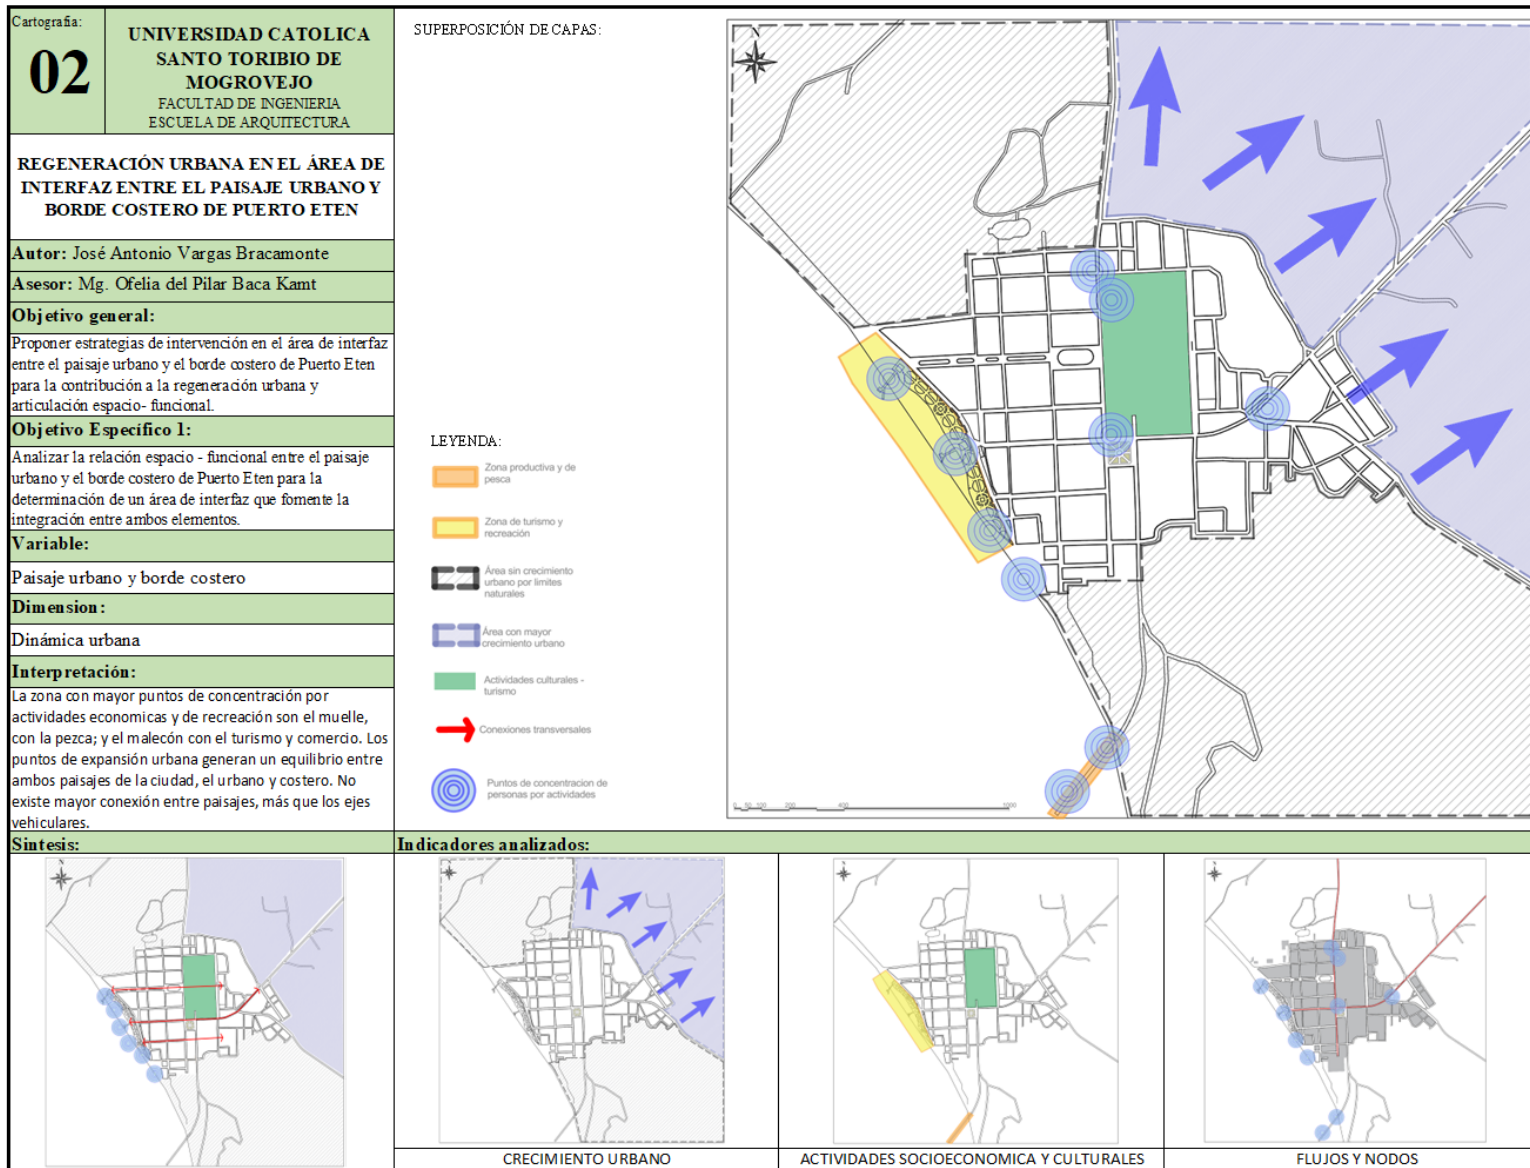 Cartografia:
02
UNIVERSIDAD CATOLICA
SANTO TORIBIO DE
MOGROVEJO
FACULTAD DE INGENIERIA
ESCUELA DE ARQUITECTURA
REGENERACIÓN URBANA EN EL ÁREA DE
INTERFAZ ENTRE EL PAISAJE URBANO Y
BORDE COSTERO DE PUERTO ETEN
Autor: José Antonio Vargas Bracamonte
Asesor: Mg. Ofelia del Pilar Baca Kamt
Objetivo general:
Proponer estrategias de intervención en el área de interfaz
entre el paisaje urbano y el borde costero de Puerto Eten
para la contribución a la regeneración urbana y
articulación espacio- funcional.
Objetivo Específico 1:
Analizar la relación espacio - funcional entre el paisaje
urbano y el borde costero de Puerto Eten para la
determinación de un área de interfaz que fomente la
integración entre ambos elementos.
Variable:
Paisaje urbano y borde costero
Dimension:
Dinámica urbana
Interpretación:
La zona con mayor puntos de concentración por
actividades economicas y de recreación son el muelle,
con la pezca; y el malecón con el turismo y comercio. Los
puntos de expansión urbana generan un equilibrio entre
ambos paisajes de la ciudad, el urbano y costero. No
existe mayor conexión entre paisajes, más que los ejes
vehiculares.
SUPERPOSICIÓN DE CAPAS:
N
LEYENDA:
Zona productiva y de
pesca
Zona de turismo y
recreación
Área sin crecimiento
urbano por limites
naturales
Área con mayor
crecimiento urbano
Actividades culturales -
turismo
Conexiones transversales
Puntos de concentracion de
personas por actividades
0 50 100 200 400 1000
Sintesis:
Indicadores analizados:
CRECIMIENTO URBANO
ACTIVIDADES SOCIOECONOMICA Y CULTURALES
FLUJOS Y NODOS